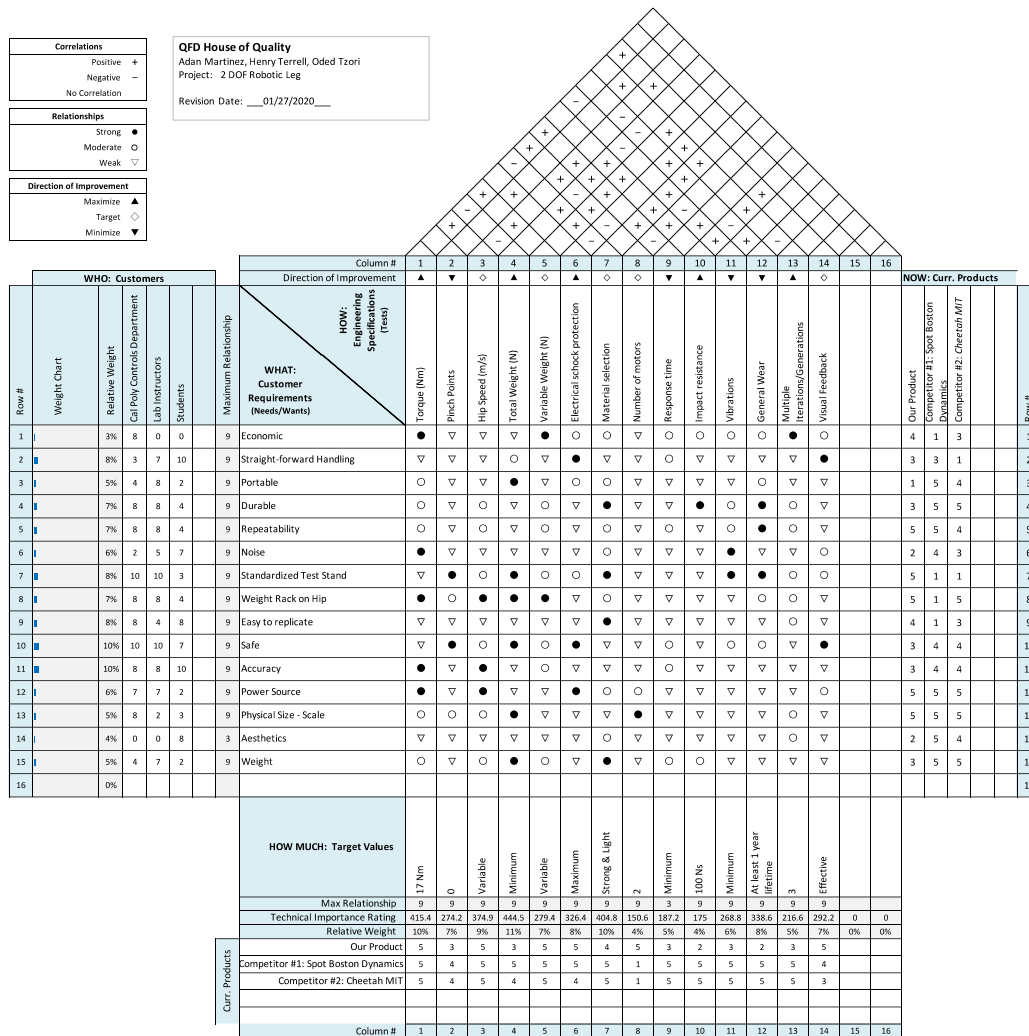 Correlations
Positive +
Negative −
No Correlation
Relationships
Strong ●
Moderate ○
Weak ▽
Direction of Improvement
Maximize ▲
Target ◇
Minimize ▼
QFD House of Quality
Adan Martinez, Henry Terrell, Oded Tzori
Project: 2 DOF Robotic Leg
Revision Date: ___01/27/2020___
Column # 1 2 3 4 5 6 7 8 9 10 11 12 13 14 15 16
WHO: Customers
Direction of Improvement ▲ ▼ ◇ ▲ ◇ ▲ ◇ ◇ ▼ ▲ ▼ ▼ ▲ ◇
NOW: Curr. Products
Row #
Weight Chart
Relative Weight
Cal Poly Controls Department
Lab Instructors
Students
Maximum Relationship
HOW:
Engineering
Specifications
(Tests)
WHAT:
Customer
Requirements
(Needs/Wants)
Torque (Nm)
Pinch Points
Hip Speed (m/s)
Total Weight (N)
Variable Weight (N)
Electrical schock protection
Material selection
Number of motors
Response time
Impact resistance
Vibrations
General Wear
Multiple
Iterations/Generations
Visual Feedback
Our Product
Competitor #1: Spot Boston
Dynamics
Competitor #2: Cheetah MIT
Row #
1 3% 8 0 0 9 Economic ● ▽ ▽ ▽ ● ○ ○ ▽ ○ ○ ○ ○ ● ○ 4 1 3 1
2 8% 3 7 10 9 Straight-forward Handling ▽ ▽ ▽ ○ ▽ ● ▽ ▽ ○ ▽ ▽ ▽ ▽ ● 3 3 1 2
3 5% 4 8 2 9 Portable ○ ▽ ▽ ● ▽ ○ ○ ▽ ▽ ▽ ▽ ○ ▽ ▽ 1 5 4 3
4 7% 8 8 4 9 Durable ○ ▽ ○ ▽ ▽ ▽ ● ▽ ▽ ● ○ ● ▽ ▽ 3 5 5 4
5 7% 8 8 4 9 Repeatability ○ ▽ ○ ▽ ○ ▽ ○ ▽ ○ ▽ ○ ● ○ ▽ 5 5 4 5
6 6% 2 5 7 9 Noise ● ▽ ▽ ▽ ▽ ▽ ○ ▽ ▽ ▽ ● ▽ ▽ ○ 2 4 3 6
7 8% 10 10 3 9 Standardized Test Stand ▽ ● ○ ● ○ ○ ● ▽ ▽ ▽ ● ● ○ ○ 5 1 1 7
8 7% 8 8 4 9 Weight Rack on Hip ● ○ ● ● ● ▽ ○ ▽ ▽ ▽ ▽ ○ ○ ▽ 5 1 5 8
9 8% 8 4 8 9 Easy to replicate ▽ ▽ ▽ ▽ ▽ ▽ ● ▽ ▽ ▽ ▽ ▽ ○ ▽ 4 1 3 9
10 10% 10 10 7 9 Safe ▽ ● ○ ● ○ ● ○ ▽ ▽ ▽ ○ ○ ▽ ● 3 4 4
11 10% 8 8 10 9 Accuracy ● ▽ ● ▽ ○ ▽ ▽ ▽ ○ ▽ ▽ ▽ ▽ ▽ 3 4 4
12 6% 7 7 2 9 Power Source ● ▽ ● ▽ ▽ ● ○ ○ ▽ ▽ ▽ ▽ ▽ ○ 5 5 5
13 5% 8 2 3 9 Physical Size - Scale ○ ○ ○ ● ▽ ▽ ▽ ● ▽ ▽ ▽ ▽ ○ ▽ 5 5 5
14 4% 0 0 8 3 Aesthetics ▽ ▽ ▽ ▽ ▽ ▽ ○ ▽ ▽ ▽ ▽ ▽ ○ ▽ 2 5 4
15 5% 4 7 2 9 Weight ○ ▽ ○ ● ○ ▽ ● ▽ ▽ ▽ ▽ ▽ ▽ ▽ 3 5 5
16 0%
HOW MUCH: Target Values
17 Nm
0
Variable
Minimum
Variable
Maximum
Strong & Light
2
Minimum
100 Ns
Minimum
At least 1 year
lifetime
3
Effective
Max Relationship 9 9 9 9 9 9 9 9 3 9 9 9 9 9
Technical Importance Rating 415.4 274.2 374.9 444.5 279.4 326.4 404.8 150.6 187.2 175 268.8 338.6 216.6 292.2 0 0
Relative Weight 10% 7% 9% 11% 7% 8% 10% 4% 5% 4% 6% 8% 5% 7% 0% 0%
Curr. Products
Our Product 5 3 5 3 5 5 4 5 3 2 3 2 3 5
Competitor #1: Spot Boston Dynamics 5 4 5 5 5 5 5 1 5 5 5 5 5 4
Competitor #2: Cheetah MIT 5 4 5 4 5 4 5 1 5 5 5 5 5 3
Column # 1 2 3 4 5 6 7 8 9 10 11 12 13 14 15 16